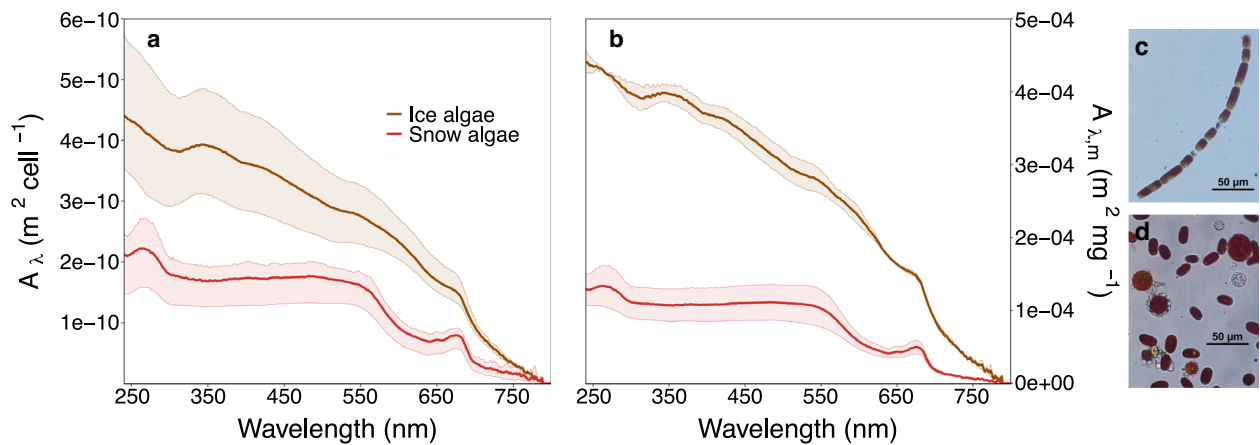 a
6e−10
5e−10
4e−10
3e−10
2e−10
1e−10
A λ (m 2 cell −1)
Ice algae
Snow algae
250 350 450 550 650 750
Wavelength (nm)
b
5e−04
4e−04
3e−04
2e−04
1e−04
0e+00
A λ,m (m 2 mg −1)
250 350 450 550 650 750
Wavelength (nm)
c
50 µm
d
50 µm